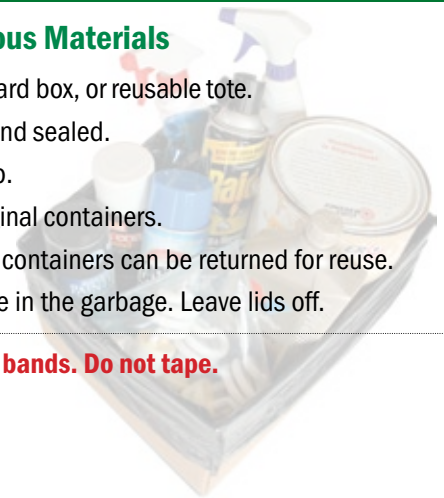 ous Materials
ard box, or reusable tote.
nd sealed.
o.
inal containers.
containers can be returned for reuse.
e in the garbage. Leave lids off.
bands. Do not tape.